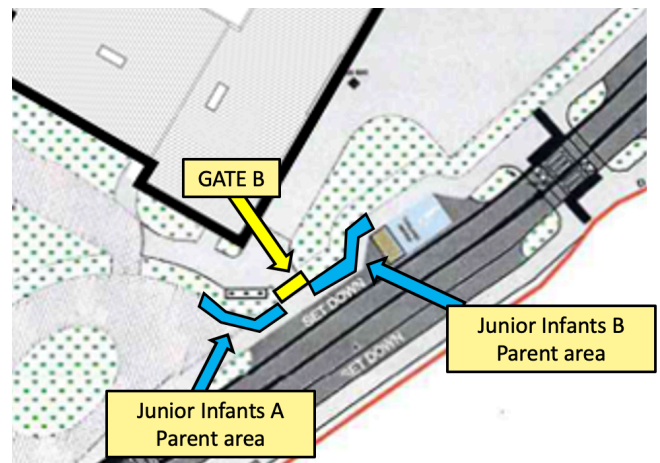 GATE B
SET DOWN
SET DOWN
Junior Infants B
Parent area
Junior Infants A
Parent area